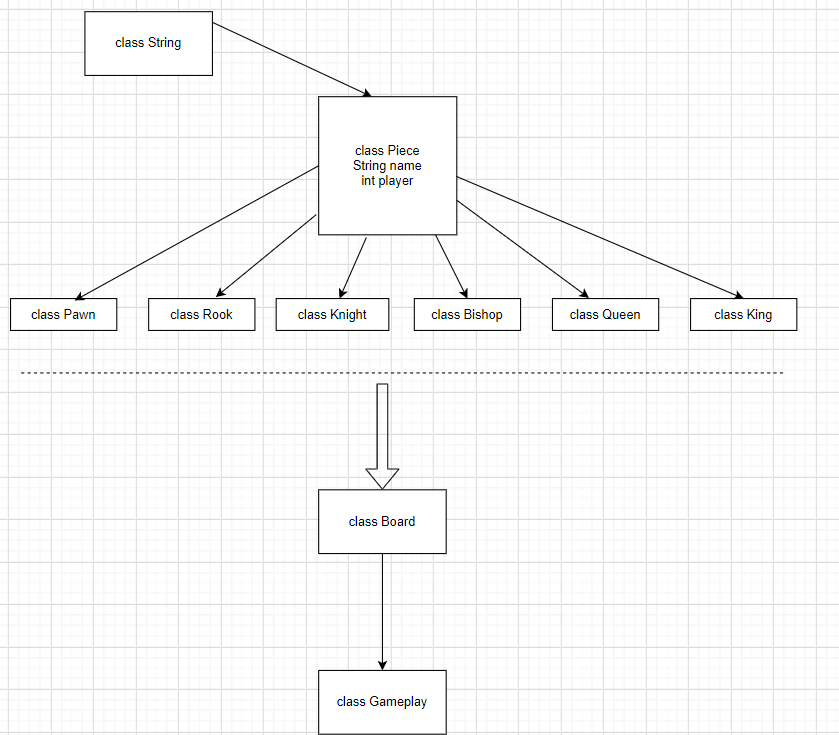 class String
class Piece
String name
int player
class Pawn
class Rook
class Knight
class Bishop
class Queen
class King
class Board
class Gameplay